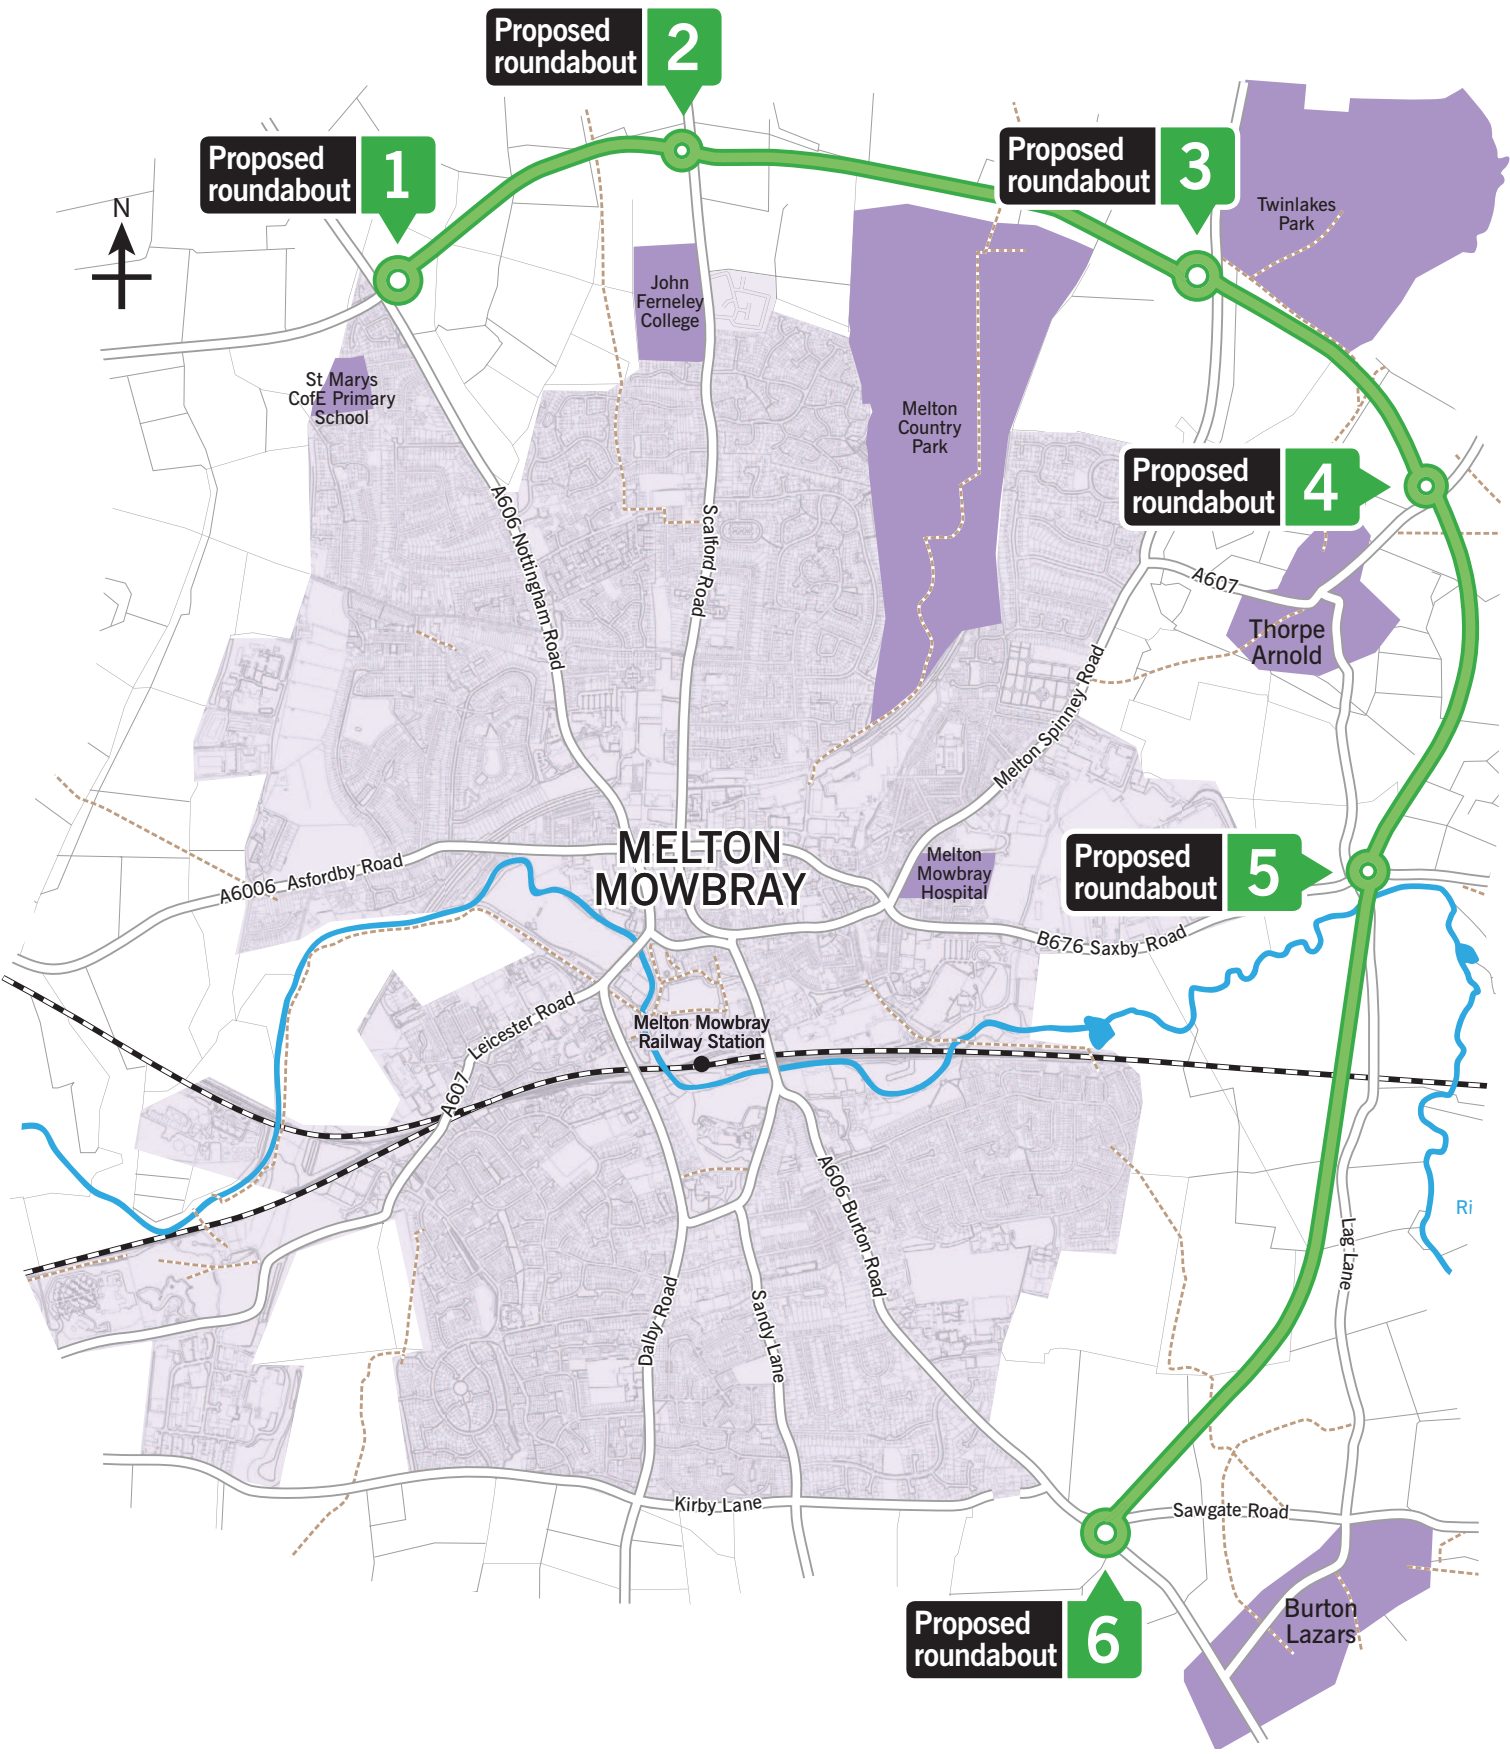 Proposed
roundabout
2
Proposed
roundabout
1
Proposed
roundabout
3
N
Twinlakes
Park
John
Ferneley
College
St Marys
CofE Primary
School
Melton
Country
Park
Proposed
roundabout
4
A606 Nottingham Road
Scalford Road
A607
Thorpe
Arnold
Melton Spinney Road
MELTON
MOWBRAY
Melton
Mowbray
Hospital
Proposed
roundabout
5
A6006 Asfordby Road
B676 Saxby Road
Leicester Road
A607
Melton Mowbray
Railway Station
A606 Burton Road
Ri
Lag Lane
Dalby Road
Sandy Lane
Kirby Lane
Sawgate Road
Proposed
roundabout
6
Burton
Lazars